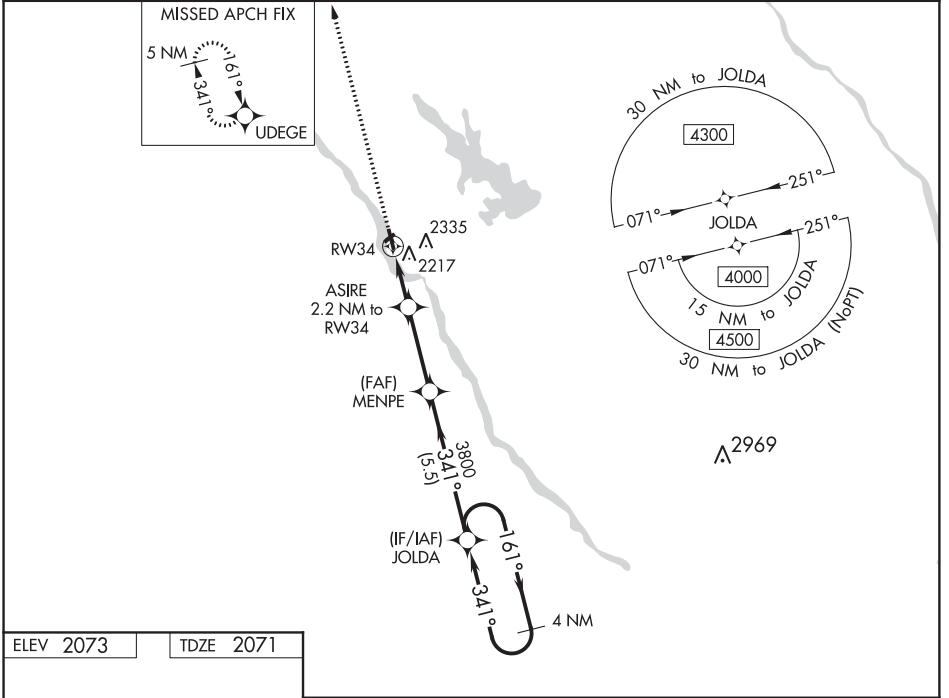 MISSED APCH FIX
5 NM
161°
341°
UDEGE
30 NM to JOLDA
4300
251°
071°
JOLDA
251°
071°
4000
15 NM to JOLDA
4500
30 NM to JOLDA (NoPT)
2335
RW34
2217
ASIRE
2.2 NM to
RW34
(FAF)
MENPE
2969
3800
341°
(5.5)
(IF/IAF)
JOLDA
161°
341°
4 NM
ELEV 2073
TDZE 2071